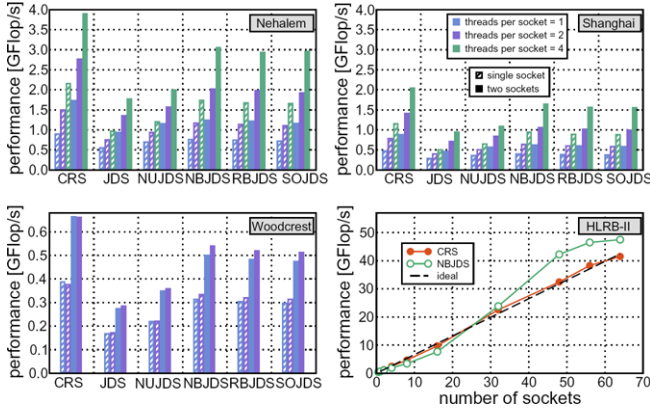 performance [GFlop/s]
4.0
3.5
3.0
2.5
2.0
1.5
1.0
0.5
0.0
Nehalem
CRS JDS NUJDS NBJDS RBJDS SOJDS
performance [GFlop/s]
4.0
3.5
3.0
2.5
2.0
1.5
1.0
0.5
0.0
Shanghai
threads per socket = 1
threads per socket = 2
threads per socket = 4
single socket
two sockets
CRS JDS NUJDS NBJDS RBJDS SOJDS
performance [GFlop/s]
0.6
0.5
0.4
0.3
0.2
0.1
0.0
Woodcrest
CRS JDS NUJDS NBJDS RBJDS SOJDS
performance [GFlop/s]
50
40
30
20
10
0
HLRB-II
CRS
NBJDS
ideal
0 10 20 30 40 50 60 70
number of sockets